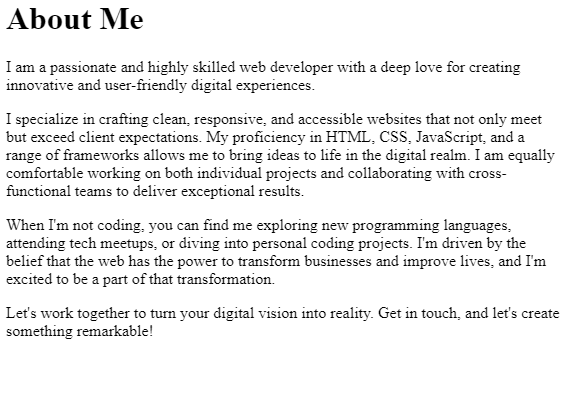 About Me
I am a passionate and highly skilled web developer with a deep love for creating
innovative and user-friendly digital experiences.
I specialize in crafting clean, responsive, and accessible websites that not only meet
but exceed client expectations. My proficiency in HTML, CSS, JavaScript, and a
range of frameworks allows me to bring ideas to life in the digital realm. I am equally
comfortable working on both individual projects and collaborating with cross-
functional teams to deliver exceptional results.
When I'm not coding, you can find me exploring new programming languages,
attending tech meetups, or diving into personal coding projects. I'm driven by the
belief that the web has the power to transform businesses and improve lives, and I'm
excited to be a part of that transformation.
Let's work together to turn your digital vision into reality. Get in touch, and let's create
something remarkable!